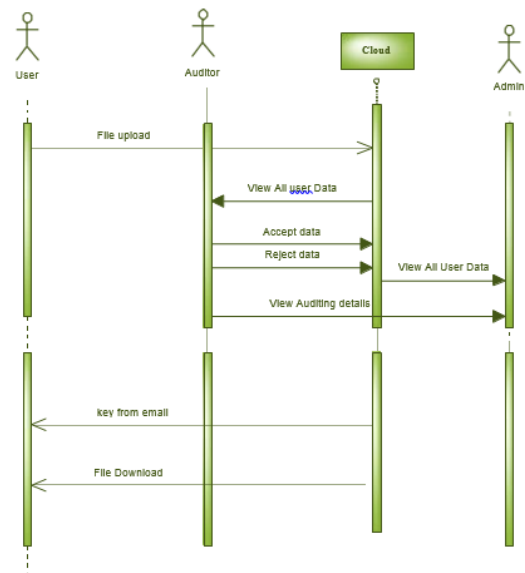 Cloud
User
Auditor
Admin
File upload
View All user Data
Accept data
Reject data
View All User Data
View Auditing details
key from email
File Download